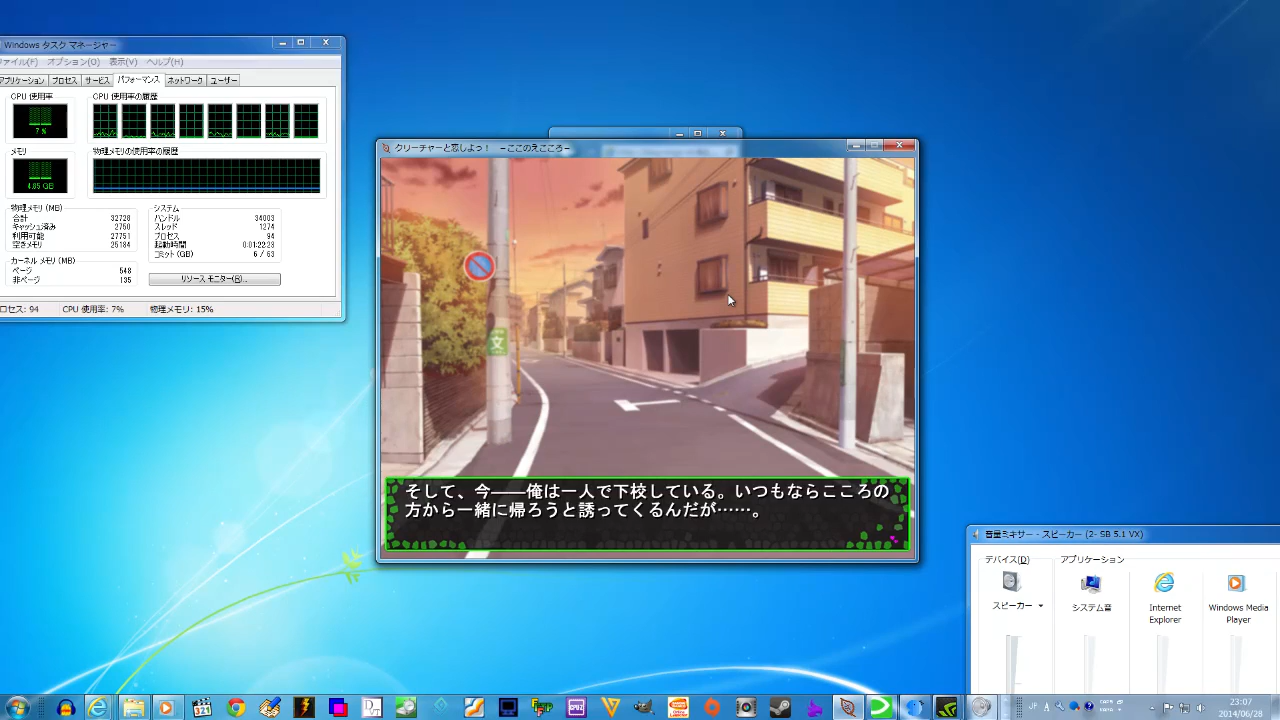 Windows タスク マネージャー
ファイル(F) オプション(O) 表示(V) ヘルプ(H)
アプリケーション プロセス サービス パフォーマンス ネットワーク ユーザー
CPU 使用率
CPU 使用率の履歴
7 %
メモリ
物理メモリの使用率の履歴
4.85 GB
物理メモリ (MB)
合計 32728
キャッシュ済み 2750
利用可能 27751
空きメモリ 25184
カーネル メモリ (MB)
ページ 548
非ページ 135
システム
ハンドル 34003
スレッド 1274
プロセス 94
起動時間 0:01:22:29
コミット (GB) 6 / 63
リソース モニター(R)...
ロセス: 94 CPU 使用率: 7% 物理メモリ: 15%
クリーチャーと恋しよっ！ －ここのえこころ－
文
そして、今――俺は一人で下校している。いつもならこころの
方から一緒に帰ろうと誘ってくるんだが……。
音量ミキサー - スピーカー (2- SB 5.1 VX)
デバイス(D)
アプリケーション
スピーカー
システム音
Internet
Explorer
Windows Media
Player
321
JP A
CAPS
KANA
23:07
2014/06/28